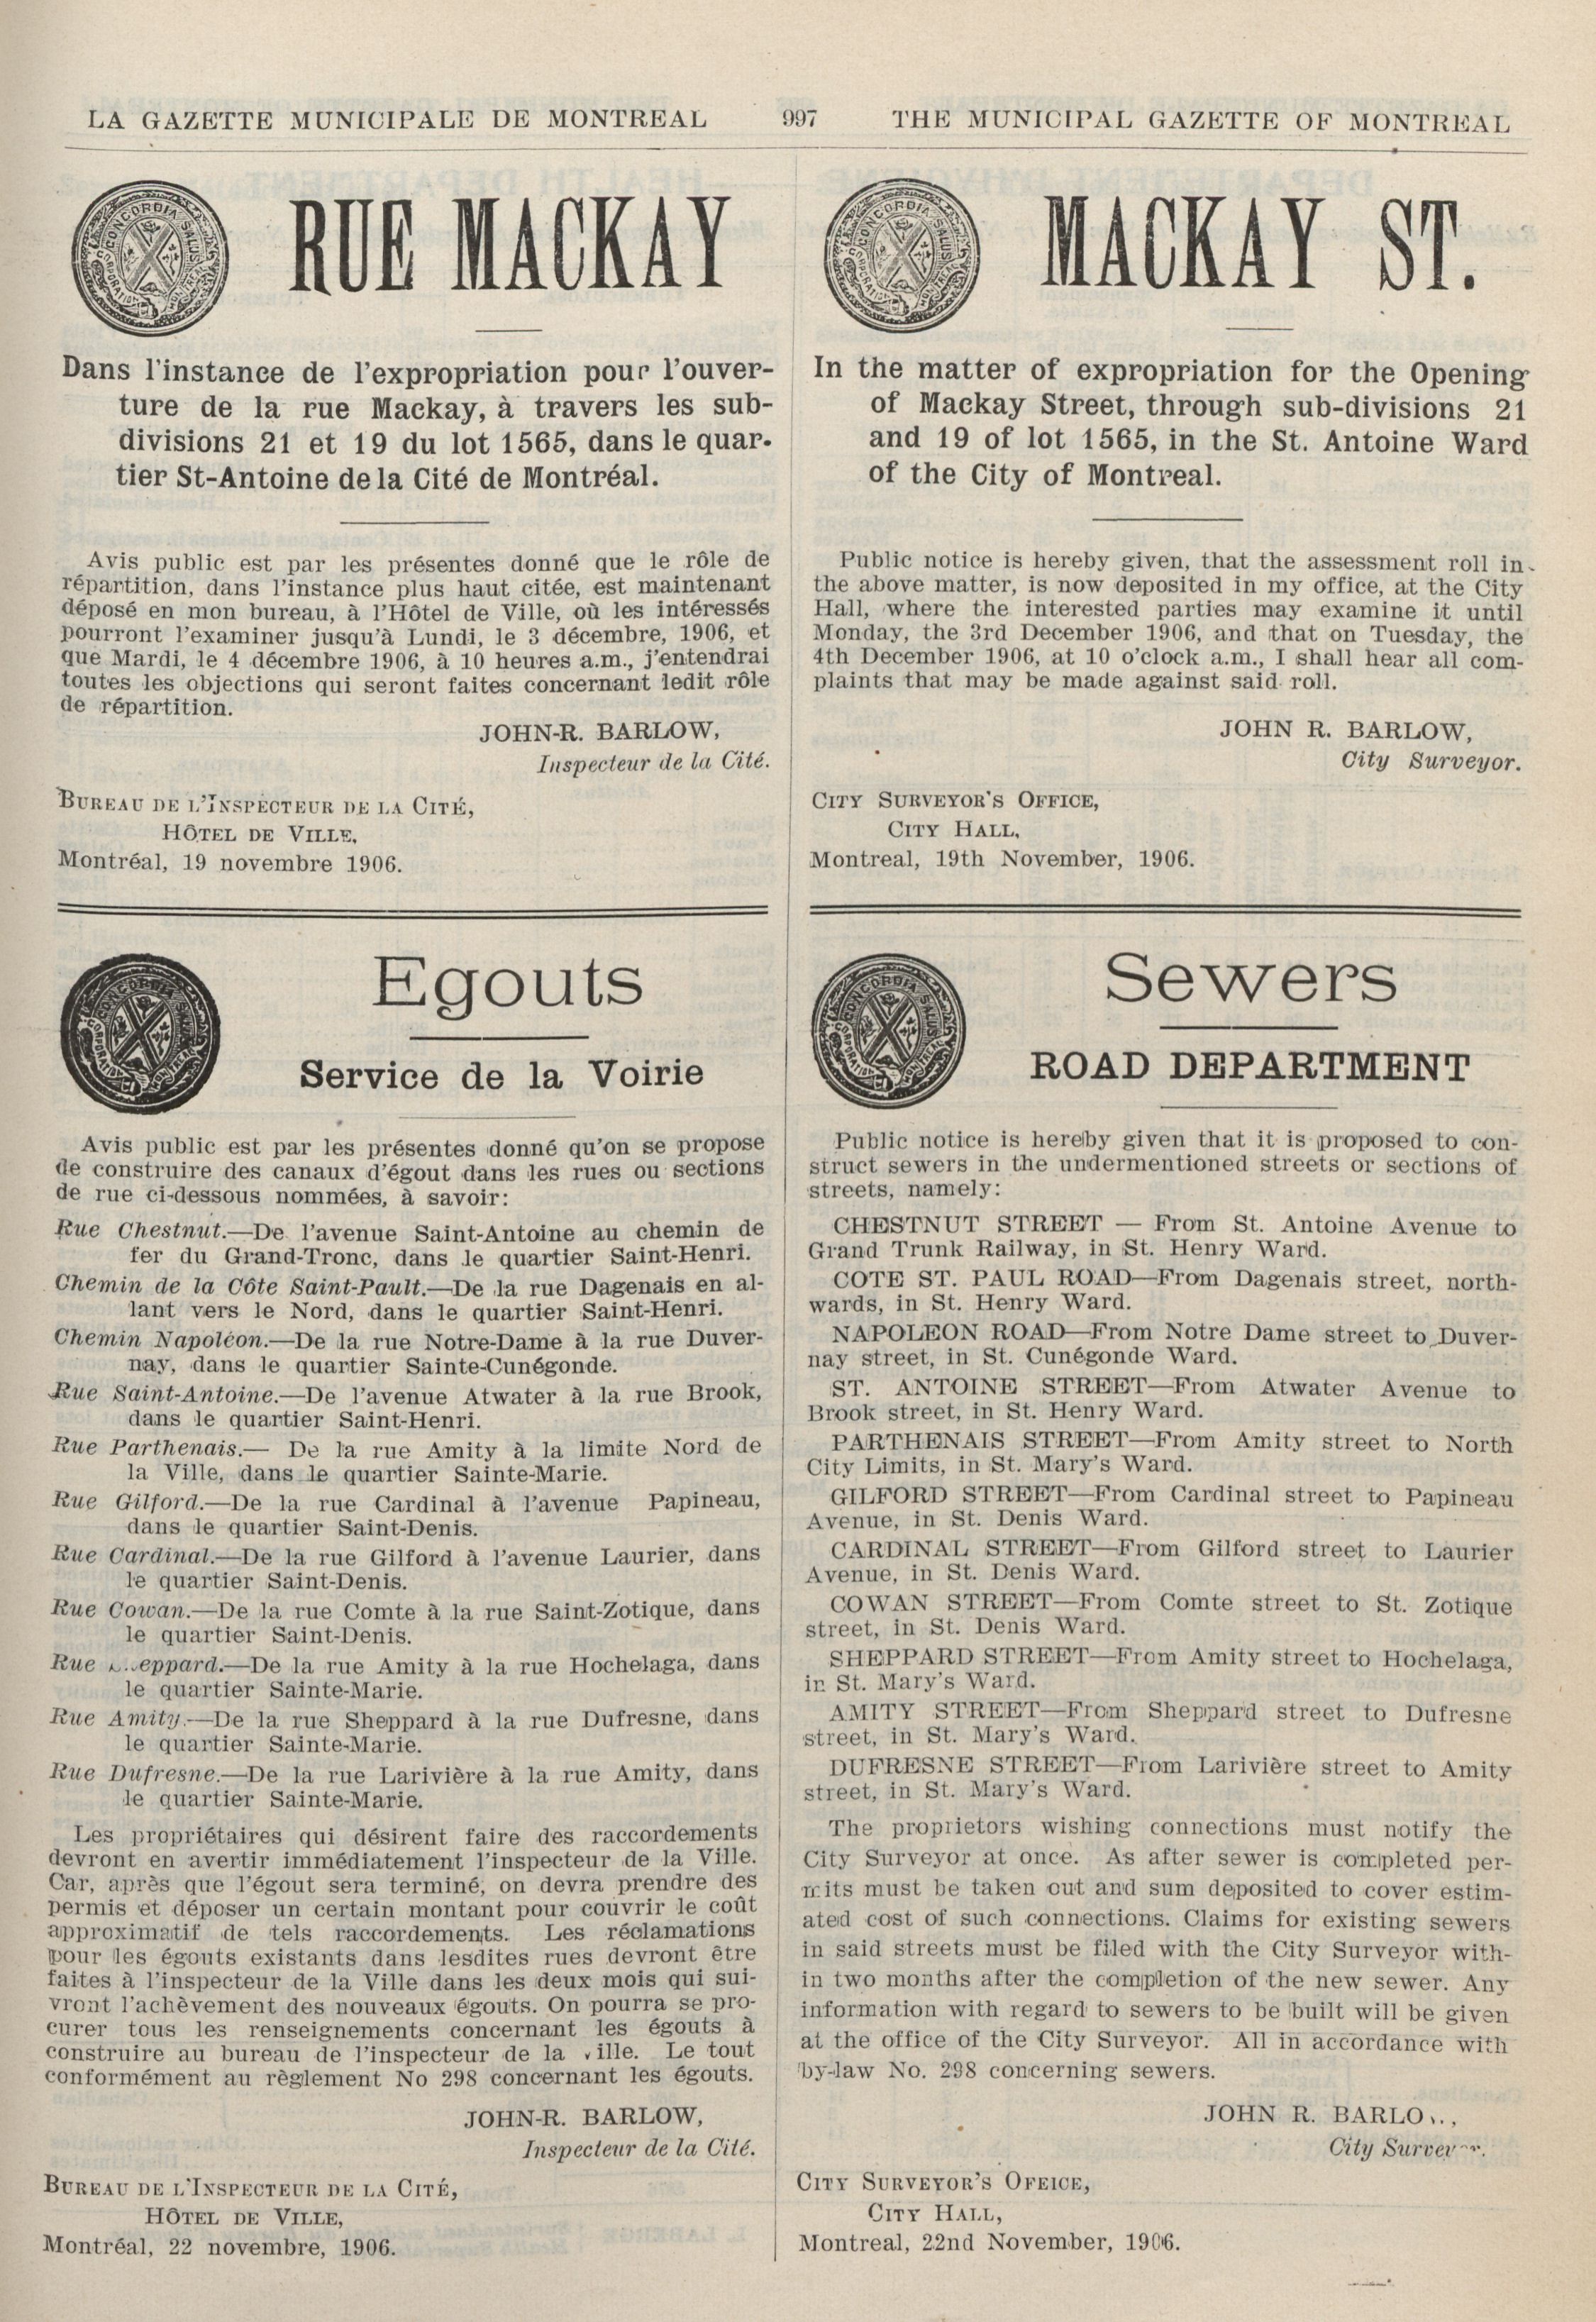 LA GAZETTE MUNICIPALE DE MONTREAL 997 THE MUNICIPAL GAZETTE OF MONTREAL
RUE MACKAY
Dans l'instance de l'expropriation pour l'ouver-
ture de la rue Mackay, à travers les sub-
divisions 21 et 19 du lot 1565, dans le quar-
tier St-Antoine de la Cité de Montréal.
Avis public est par les présentes donné que le rôle de
répartition, dans l'instance plus haut citée, est maintenant
déposé en mon bureau, à l'Hôtel de Ville, où les intéressés
pourront l'examiner jusqu'à Lundi, le 3 décembre, 1906, et
que Mardi, le 4 décembre 1906, à 10 heures a.m., j'entendrai
toutes les objections qui seront faites concernant ledit rôle
de répartition.
JOHN-R. BARLOW,
Inspecteur de la Cité.
BUREAU DE L'INSPECTEUR DE LA CITÉ,
HÔTEL DE VILLE,
Montréal, 19 novembre 1906.
Egouts
Service de la Voirie
Avis public est par les présentes donné qu'on se propose
de construire des canaux d'égout dans les rues ou sections
de rue ci-dessous nommées, à savoir:
Rue Chestnut.—De l'avenue Saint-Antoine au chemin de
fer du Grand-Tronc, dans le quartier Saint-Henri.
Chemin de la Côte Saint-Pault.—De la rue Dagenais en al-
lant vers le Nord, dans le quartier Saint-Henri.
Chemin Napoléon.—De la rue Notre-Dame à la rue Duver-
nay, dans le quartier Sainte-Cunégonde.
Rue Saint-Antoine.—De l'avenue Atwater à la rue Brook,
dans le quartier Saint-Henri.
Rue Parthenais.— De la rue Amity à la limite Nord de
la Ville, dans le quartier Sainte-Marie.
Rue Gilford.—De la rue Cardinal à l'avenue Papineau,
dans le quartier Saint-Denis.
Rue Cardinal.—De la rue Gilford à l'avenue Laurier, dans
le quartier Saint-Denis.
Rue Cowan.—De la rue Comte à la rue Saint-Zotique, dans
le quartier Saint-Denis.
Rue eppard.—De la rue Amity à la rue Hochelaga, dans
le quartier Sainte-Marie.
Rue Amity.—De la rue Sheppard à la rue Dufresne, dans
le quartier Sainte-Marie.
Rue Dufresne.—De la rue Larivière à la rue Amity, dans
le quartier Sainte-Marie.
Les propriétaires qui désirent faire des raccordements
devront en avertir immédiatement l'inspecteur de la Ville.
Car, après que l'égout sera terminé, on devra prendre des
permis et déposer un certain montant pour couvrir le coût
approximatif de tels raccordements. Les réclamations
pour les égouts existants dans lesdites rues devront être
faites à l'inspecteur de la Ville dans les deux mois qui sui-
vront l'achèvement des nouveaux égouts. On pourra se pro-
curer tous les renseignements concernant les égouts à
construire au bureau de l'inspecteur de la ville. Le tout
conformément au règlement No 298 concernant les égouts.
JOHN-R. BARLOW,
Inspecteur de la Cité.
BUREAU DE L'INSPECTEUR DE LA CITÉ,
HÔTEL DE VILLE,
Montréal, 22 novembre, 1906.
MACKAY ST.
In the matter of expropriation for the Opening
of Mackay Street, through sub-divisions 21
and 19 of lot 1565, in the St. Antoine Ward
of the City of Montreal.
Public notice is hereby given, that the assessment roll in
the above matter, is now deposited in my office, at the City
Hall, where the interested parties may examine it until
Monday, the 3rd December 1906, and that on Tuesday, the
4th December 1906, at 10 o'clock a.m., I shall hear all com-
plaints that may be made against said roll.
JOHN R. BARLOW,
City Surveyor.
CITY SURVEYOR'S OFFICE,
CITY HALL,
Montreal, 19th November, 1906.
Sewers
ROAD DEPARTMENT
Public notice is hereby given that it is proposed to con-
struct sewers in the undermentioned streets or sections of
streets, namely:
CHESTNUT STREET — From St. Antoine Avenue to
Grand Trunk Railway, in St. Henry Ward.
COTE ST. PAUL ROAD—From Dagenais street, north-
wards, in St. Henry Ward.
NAPOLEON ROAD—From Notre Dame street to Duver-
nay street, in St. Cunégonde Ward.
ST. ANTOINE STREET—From Atwater Avenue to
Brook street, in St. Henry Ward.
PARTHENAIS STREET—From Amity street to North
City Limits, in St. Mary's Ward.
GILFORD STREET—From Cardinal street to Papineau
Avenue, in St. Denis Ward.
CARDINAL STREET—From Gilford street to Laurier
Avenue, in St. Denis Ward.
COWAN STREET—From Comte street to St. Zotique
street, in St. Denis Ward.
SHEPPARD STREET—From Amity street to Hochelaga,
in St. Mary's Ward.
AMITY STREET—From Sheppard street to Dufresne
street, in St. Mary's Ward.
DUFRESNE STREET—From Larivière street to Amity
street, in St. Mary's Ward.
The proprietors wishing connections must notify the
City Surveyor at once. As after sewer is completed per-
mits must be taken out and sum deposited to cover estim-
ated cost of such connections. Claims for existing sewers
in said streets must be filed with the City Surveyor with-
in two months after the completion of the new sewer. Any
information with regard to sewers to be built will be given
at the office of the City Surveyor. All in accordance with
by-law No. 298 concerning sewers.
JOHN R. BARLOW,
City Surveyor.
CITY SURVEYOR'S OFEICE,
CITY HALL,
Montreal, 22nd November, 1906.